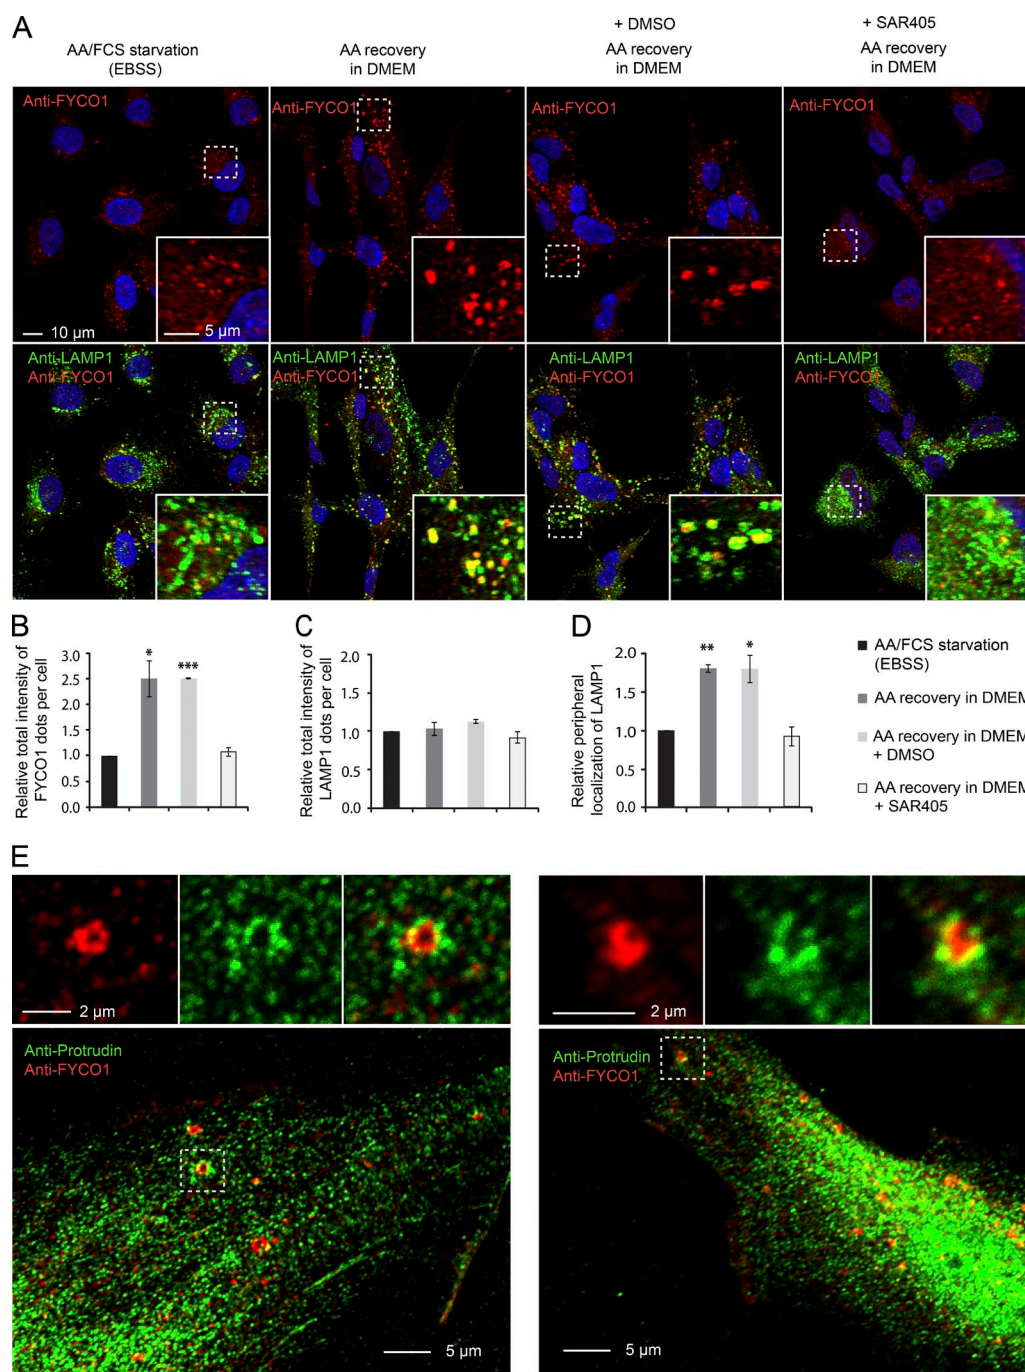 A
AA/FCS starvation
(EBSS)
AA recovery
in DMEM
+ DMSO
AA recovery
in DMEM
+ SAR405
AA recovery
in DMEM
Anti-FYCO1
Anti-FYCO1
Anti-FYCO1
Anti-FYCO1
10 µm
5 µm
Anti-LAMP1
Anti-FYCO1
Anti-LAMP1
Anti-FYCO1
Anti-LAMP1
Anti-FYCO1
Anti-LAMP1
Anti-FYCO1
B
Relative total intensity of
FYCO1 dots per cell
3.0
2.5
2.0
1.5
1.0
0.5
0.0
*
***
C
Relative total intensity of
LAMP1 dots per cell
2.0
1.5
1.0
0.5
0.0
D
Relative peripheral
localization of LAMP1
2.0
1.5
1.0
0.5
0.0
**
*
AA/FCS starvation
(EBSS)
AA recovery in DMEM
AA recovery in DMEM
+ DMSO
AA recovery in DMEM
+ SAR405
E
2 µm
2 µm
Anti-Protrudin
Anti-FYCO1
5 µm
Anti-Protrudin
Anti-FYCO1
5 µm